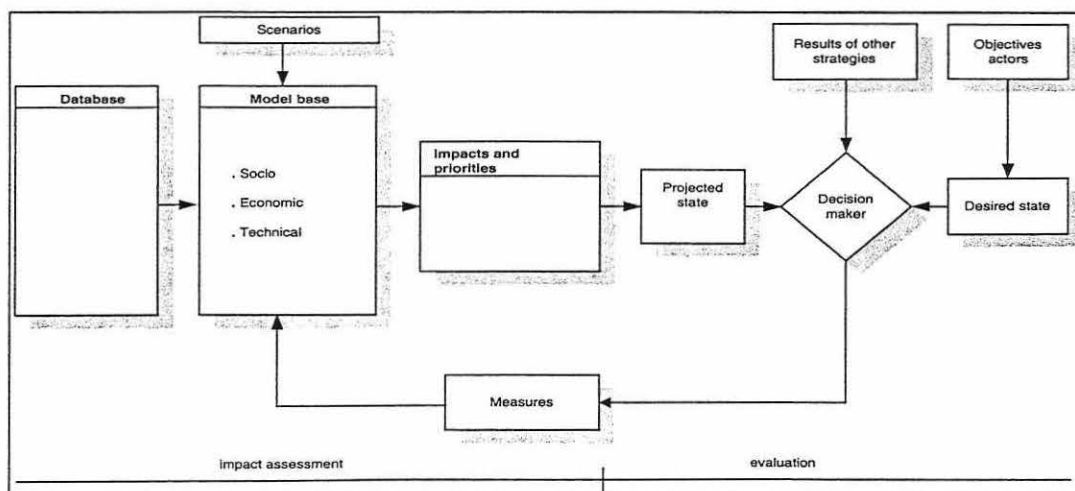 Scenarios
Results of other
strategies
Objectives
actors
Database
Model base
. Socio
. Economic
. Technical
Impacts and
priorities
Projected
state
Decision
maker
Desired state
Measures
impact assessment
evaluation